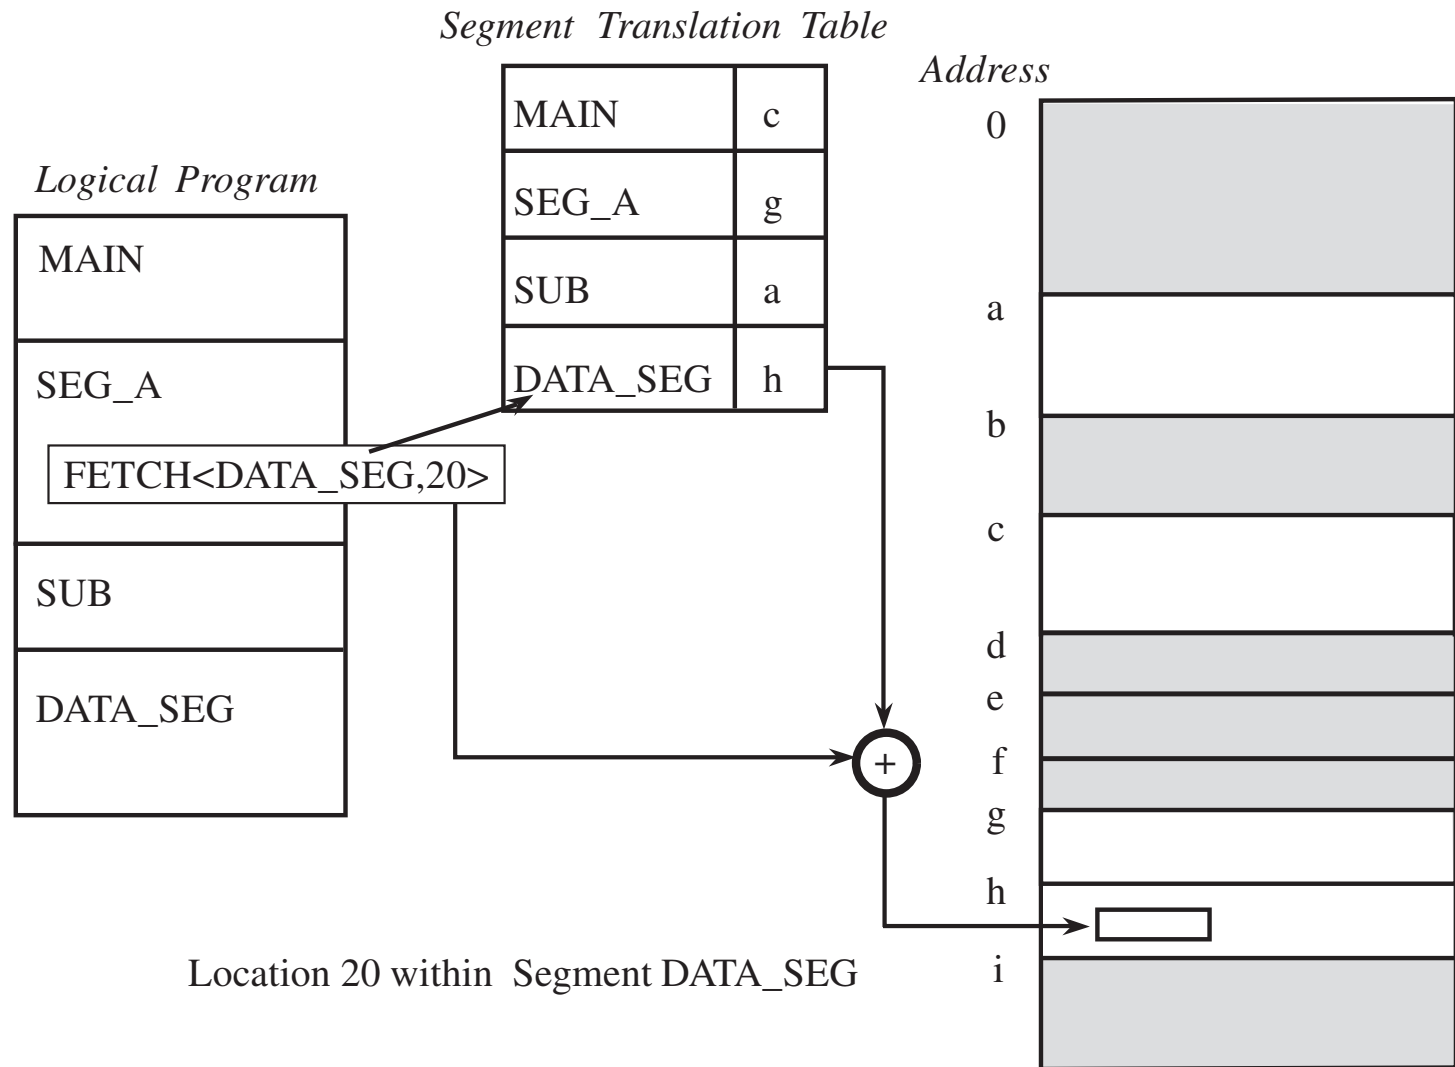 Segment Translation Table
MAIN c
SEG_A g
SUB a
DATA_SEG h
Logical Program
MAIN
SEG_A
FETCH<DATA_SEG,20>
SUB
DATA_SEG
+
Location 20 within Segment DATA_SEG
Address
0
a
b
c
d
e
f
g
h
i